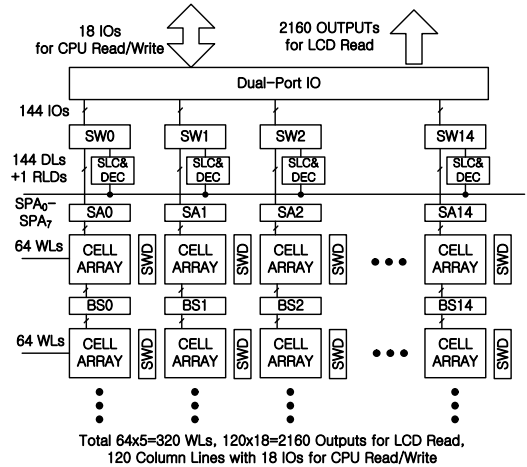 18 IOs
for CPU Read/Write
2160 OUTPUTs
for LCD Read
Dual-Port IO
144 IOs
SW0 SW1 SW2 SW14
144 DLs
+1 RLDs
SLC&
DEC
SLC&
DEC
SLC&
DEC
SLC&
DEC
SPA₀-
SPA₇
SA0 SA1 SA2 SA14
64 WLs
CELL
ARRAY
SWD
CELL
ARRAY
SWD
CELL
ARRAY
SWD
CELL
ARRAY
SWD
BS0 BS1 BS2 BS14
64 WLs
CELL
ARRAY
SWD
CELL
ARRAY
SWD
CELL
ARRAY
SWD
CELL
ARRAY
SWD
Total 64x5=320 WLs, 120x18=2160 Outputs for LCD Read,
120 Column Lines with 18 IOs for CPU Read/Write